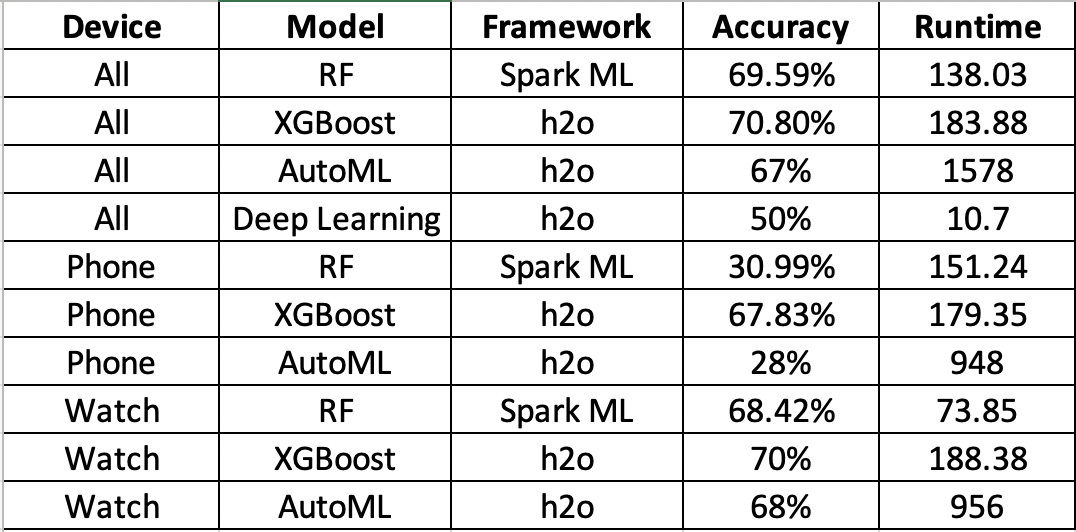 Device Model Framework Accuracy Runtime
All RF Spark ML 69.59% 138.03
All XGBoost h2o 70.80% 183.88
All AutoML h2o 67% 1578
All Deep Learning h2o 50% 10.7
Phone RF Spark ML 30.99% 151.24
Phone XGBoost h2o 67.83% 179.35
Phone AutoML h2o 28% 948
Watch RF Spark ML 68.42% 73.85
Watch XGBoost h2o 70% 188.38
Watch AutoML h2o 68% 956